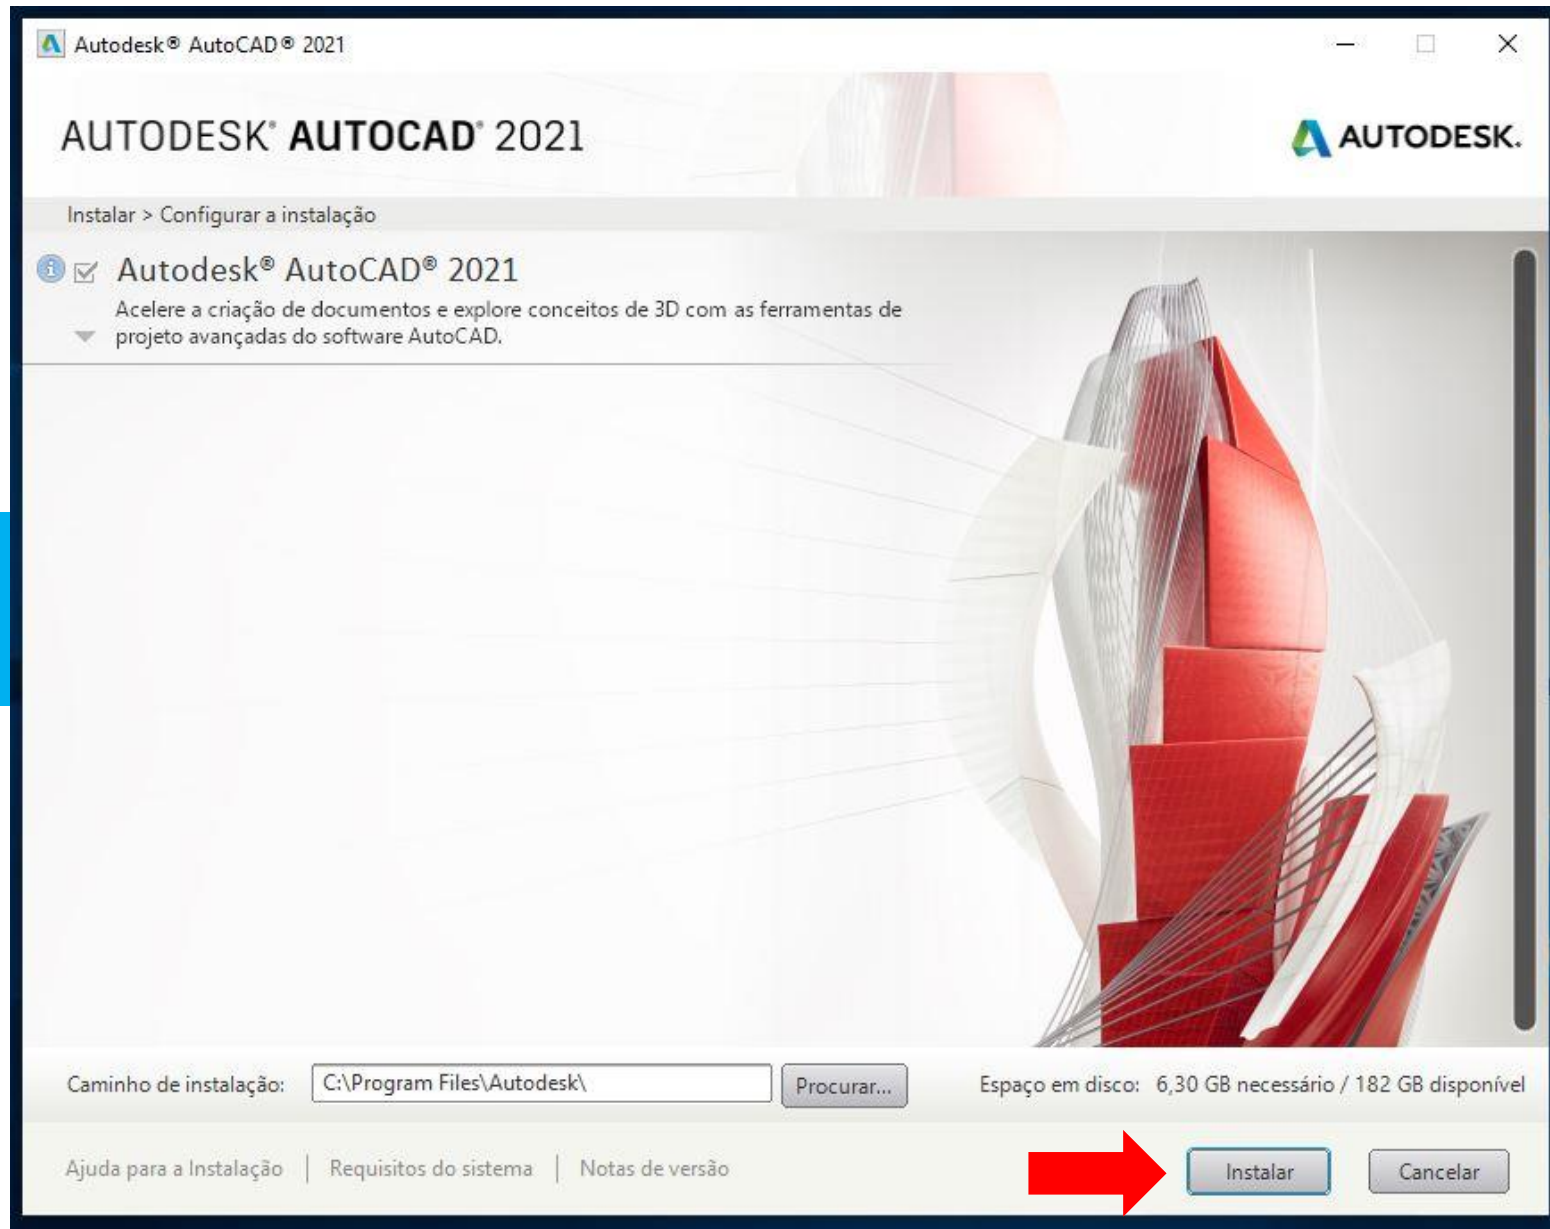 Autodesk® AutoCAD® 2021
AUTODESK® AUTOCAD® 2021
AUTODESK.
Instalar > Configurar a instalação
Autodesk® AutoCAD® 2021
Acelere a criação de documentos e explore conceitos de 3D com as ferramentas de
projeto avançadas do software AutoCAD.
Caminho de instalação: C:\Program Files\Autodesk\ Procurar... Espaço em disco: 6,30 GB necessário / 182 GB disponível
Ajuda para a Instalação | Requisitos do sistema | Notas de versão Instalar Cancelar